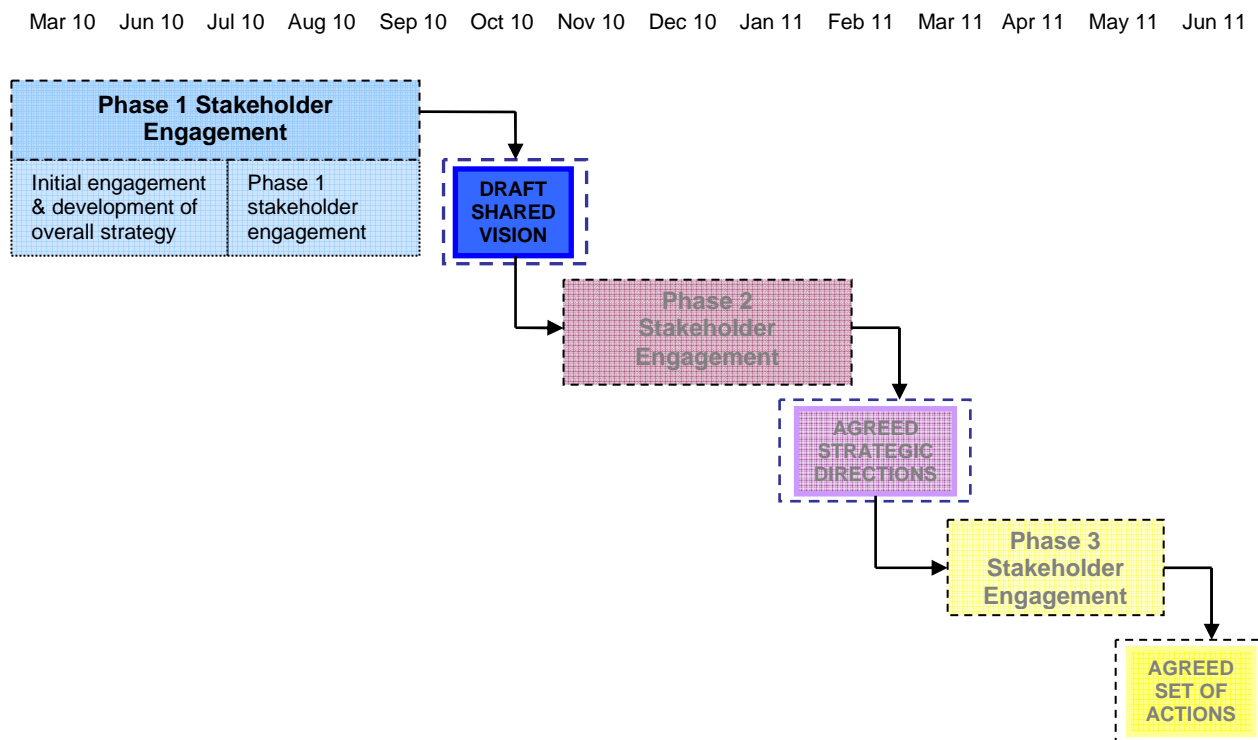 Mar 10 Jun 10 Jul 10 Aug 10 Sep 10 Oct 10 Nov 10 Dec 10 Jan 11 Feb 11 Mar 11 Apr 11 May 11 Jun 11
Phase 1 Stakeholder
Engagement
Initial engagement
& development of
overall strategy
Phase 1
stakeholder
engagement
DRAFT
SHARED
VISION
Phase 2
Stakeholder
Engagement
AGREED
STRATEGIC
DIRECTIONS
Phase 3
Stakeholder
Engagement
AGREED
SET OF
ACTIONS